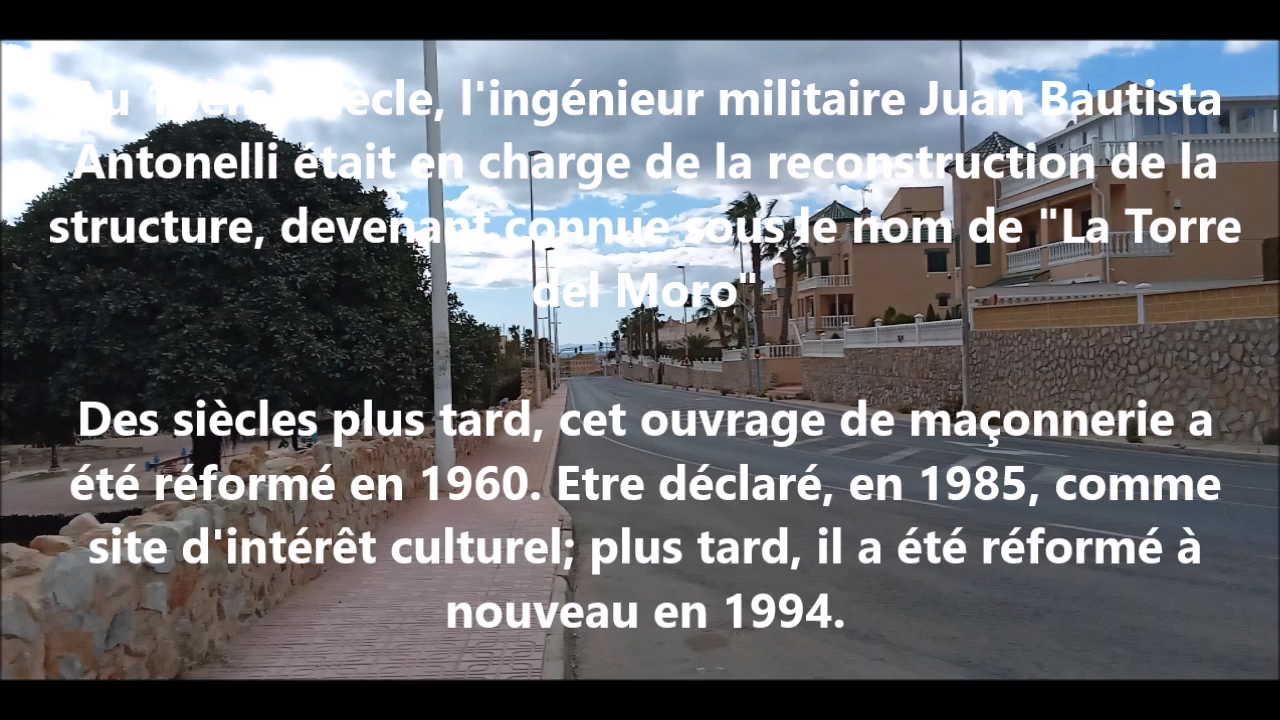 Au siècle, l'ingénieur militaire Juan Bautista
Antonelli était en charge de la reconstruction de la
structure, devenant connue sous le nom de "La Torre
del Moro"
Des siècles plus tard, cet ouvrage de maçonnerie a
été réformé en 1960. Etre déclaré, en 1985, comme
site d'intérêt culturel; plus tard, il a été réformé à
nouveau en 1994.